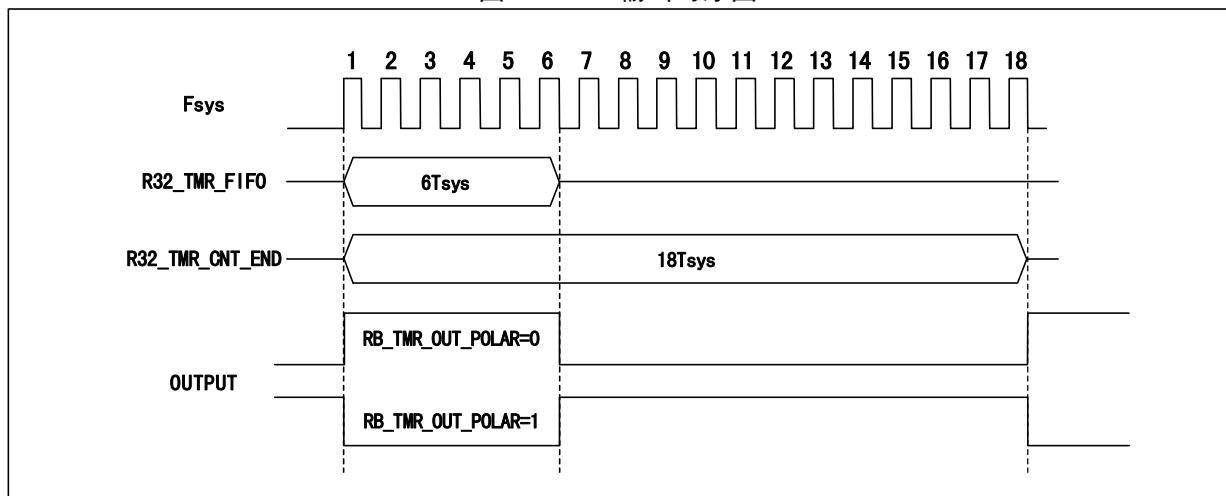 1 2 3 4 5 6 7 8 9 10 11 12 13 14 15 16 17 18
Fsys
R32_TMR_FIFO
6Tsys
R32_TMR_CNT_END
18Tsys
RB_TMR_OUT_POLAR=0
OUTPUT
RB_TMR_OUT_POLAR=1